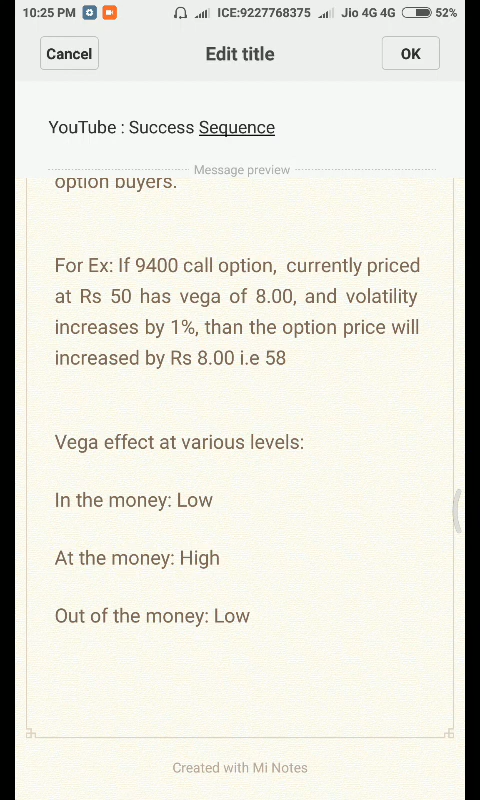 10:25 PM ICE:9227768375 Jio 4G 4G 52%
Cancel Edit title OK
YouTube : Success Sequence
Message preview
option buyers.
For Ex: If 9400 call option, currently priced
at Rs 50 has vega of 8.00, and volatility
increases by 1%, than the option price will
increased by Rs 8.00 i.e 58
Vega effect at various levels:
In the money: Low
At the money: High
Out of the money: Low
Created with Mi Notes